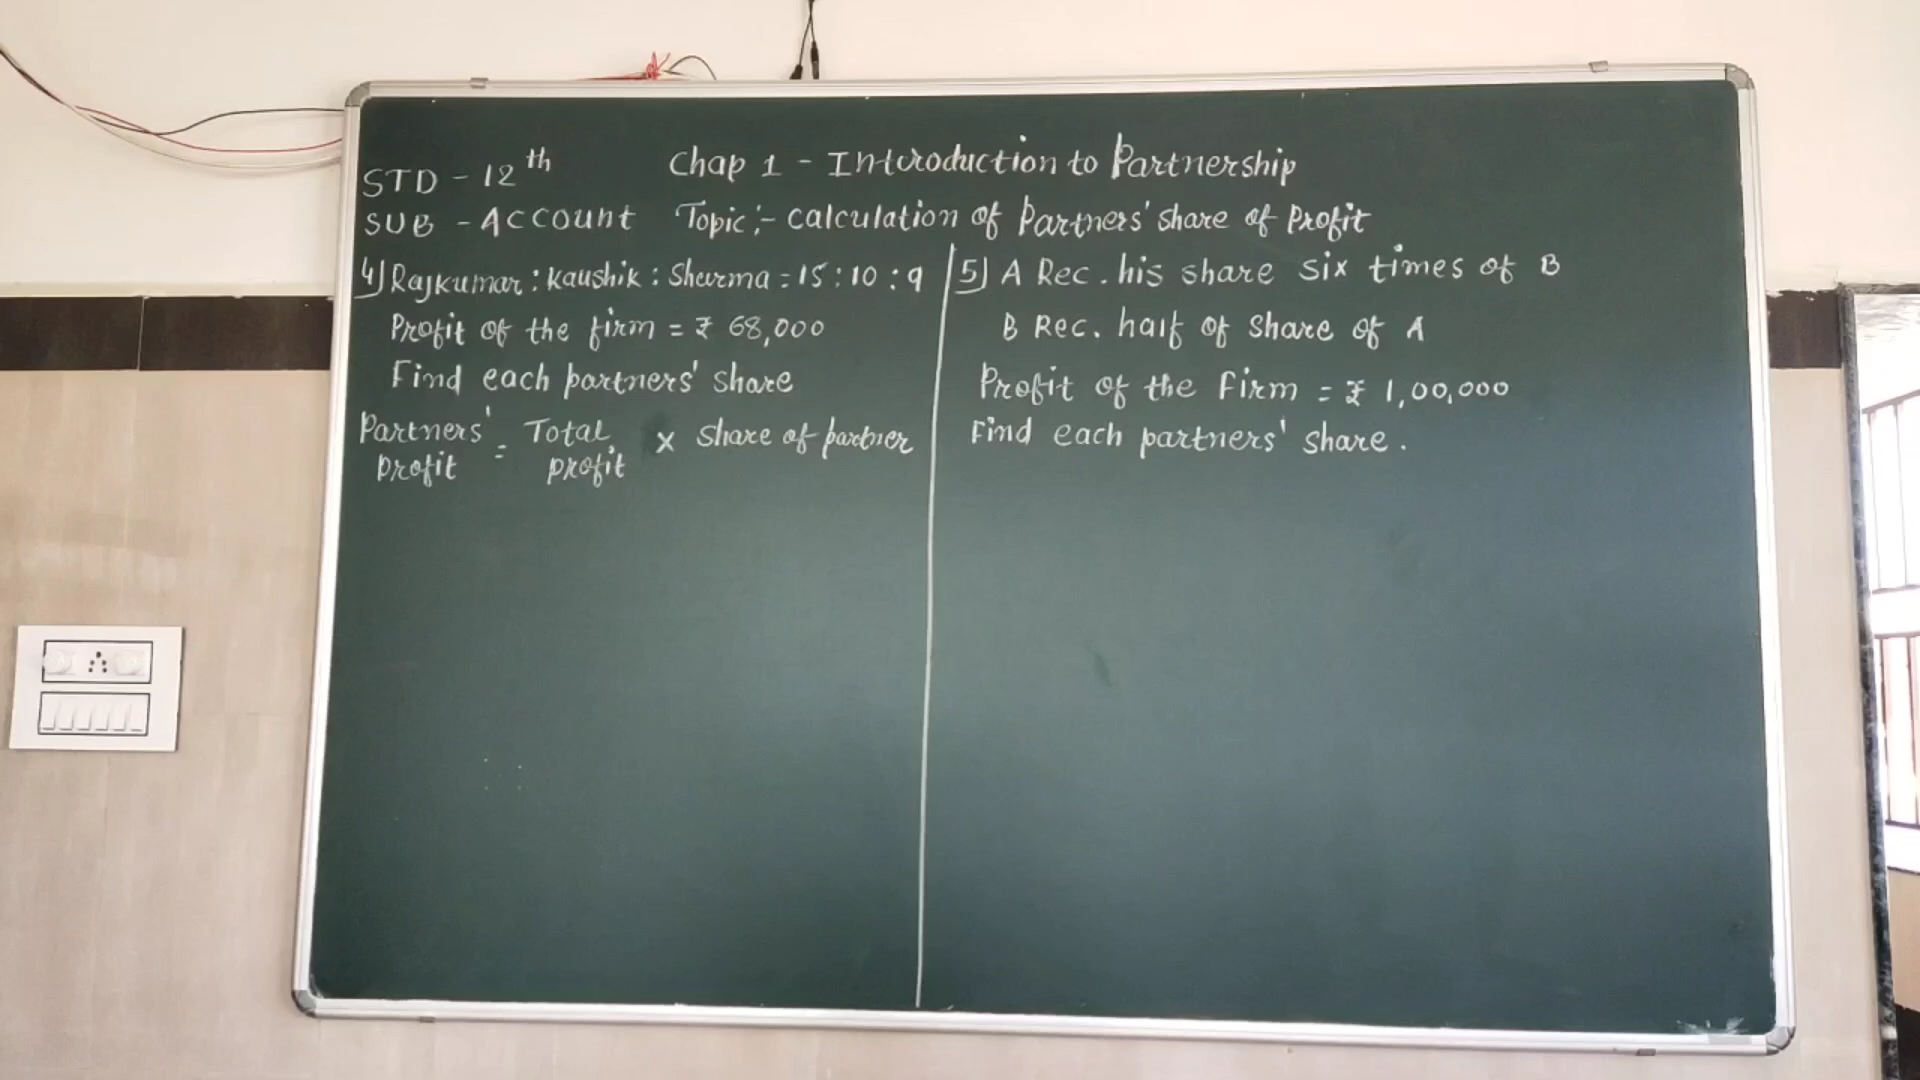 STD - 12th
Chap 1 - Introduction to Partnership
SUB - Account
Topic :- Calculation of Partners' share of Profit
4) Rajkumar : Kaushik : Sharma = 15 : 10 : 9
Profit of the firm = ₹ 68,000
Find each partners' share
Partners' profit = Total profit × Share of partner
5) A Rec. his share six times of B
B Rec. half of share of A
Profit of the Firm = ₹ 1,00,000
Find each partners' share.